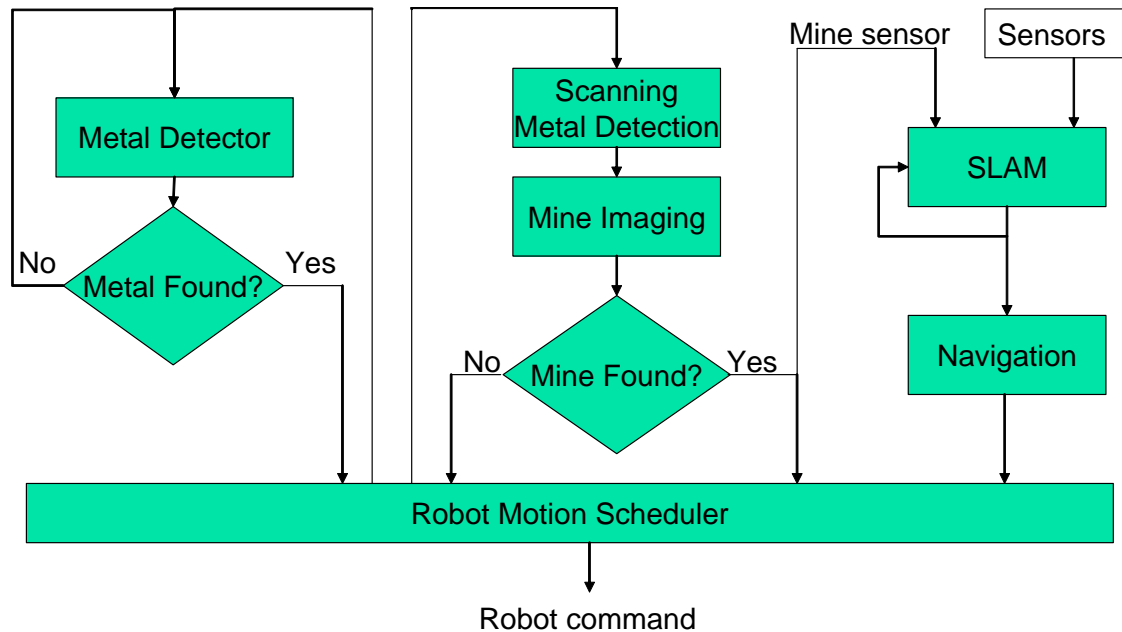 Mine sensor
Sensors
Scanning
Metal Detection
Metal Detector
SLAM
Mine Imaging
No
Yes
Metal Found?
Navigation
No
Yes
Mine Found?
Robot Motion Scheduler
Robot command